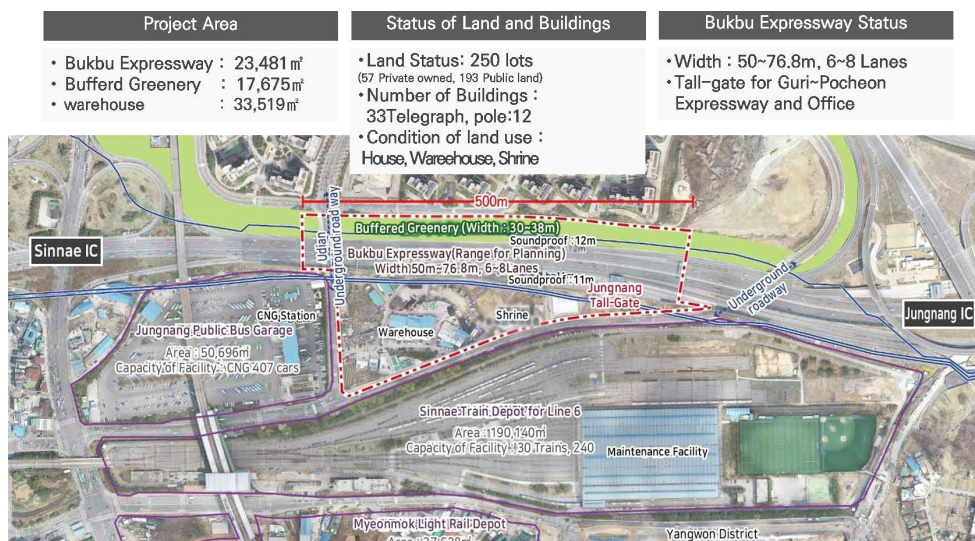 Project Area
• Bukbu Expressway : 23,481㎡
• Bufferd Greenery : 17,675㎡
• warehouse : 33,519㎡
Status of Land and Buildings
• Land Status: 250 lots
(57 Private owned, 193 Public land)
• Number of Buildings :
33Telegraph, pole:12
• Condition of land use :
House, Wareehouse, Shrine
Bukbu Expressway Status
• Width : 50~76.8m, 6~8 Lanes
• Tall-gate for Guri~Pocheon
Expressway and Office
500m
Sinnae IC
Udian
Underground road way
Buffered Greenery (Width : 30~38m)
Soundproof :12m
Bukbu Expressway(Range for Planning)
Width)50m~76.8m, 6~8Lanes
Soundproof :11m
Jungnang
Tall-Gate
Underground
roadway
Jungnang IC
CNG Station
Jungnang Public Bus Garage
Area : 50,696㎡
Capacity of Facility : CNG 407 cars
Warehouse
Shrine
Sinnae Train Depot for Line 6
Area : 190,140㎡
Capacity of Facility : 30 Trains, 240
Maintenance Facility
Myeonmok Light Rail Depot
Yangwon District